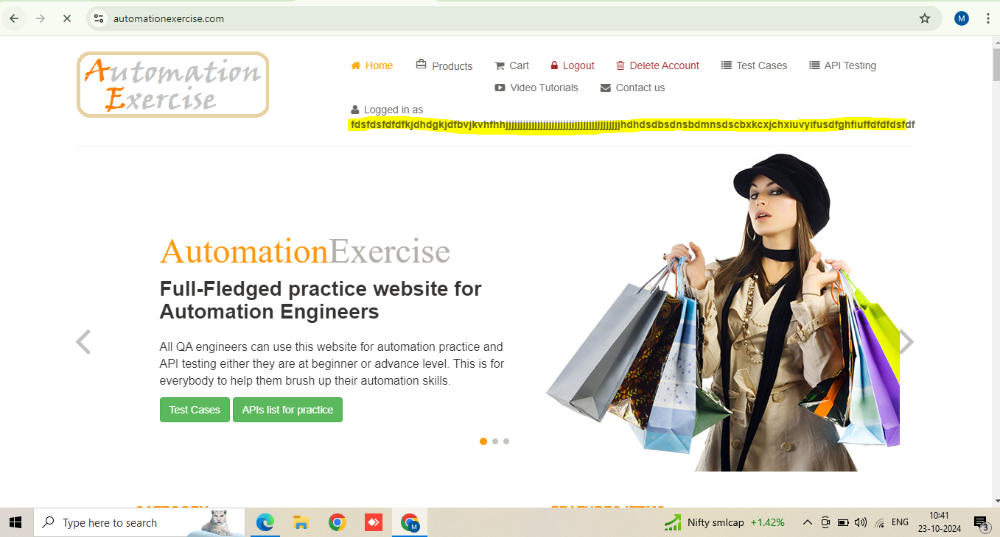 automationexercise.com
M
Automation
Exercise
Home Products Cart Logout Delete Account Test Cases API Testing
Video Tutorials Contact us
Logged in as
AutomationExercise
Full-Fledged practice website for
Automation Engineers
All QA engineers can use this website for automation practice and
API testing either they are at beginner or advance level. This is for
everybody to help them brush up their automation skills.
Test Cases APIs list for practice
CATEGORY FEATURES ITEMS
Type here to search
M
Nifty smlcap +1.42%
ENG
10:41
23-10-2024
3